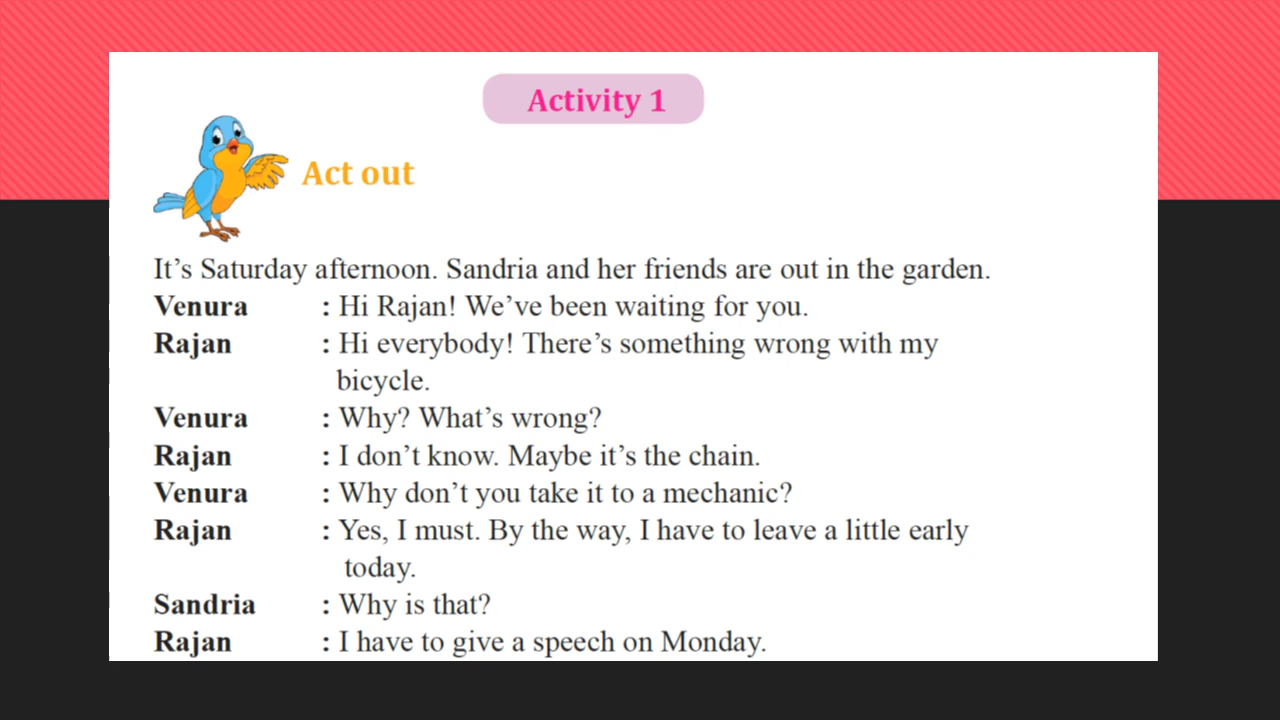 Activity 1
Act out
It’s Saturday afternoon. Sandria and her friends are out in the garden.
Venura : Hi Rajan! We’ve been waiting for you.
Rajan : Hi everybody! There’s something wrong with my
bicycle.
Venura : Why? What’s wrong?
Rajan : I don’t know. Maybe it’s the chain.
Venura : Why don’t you take it to a mechanic?
Rajan : Yes, I must. By the way, I have to leave a little early
today.
Sandria : Why is that?
Rajan : I have to give a speech on Monday.